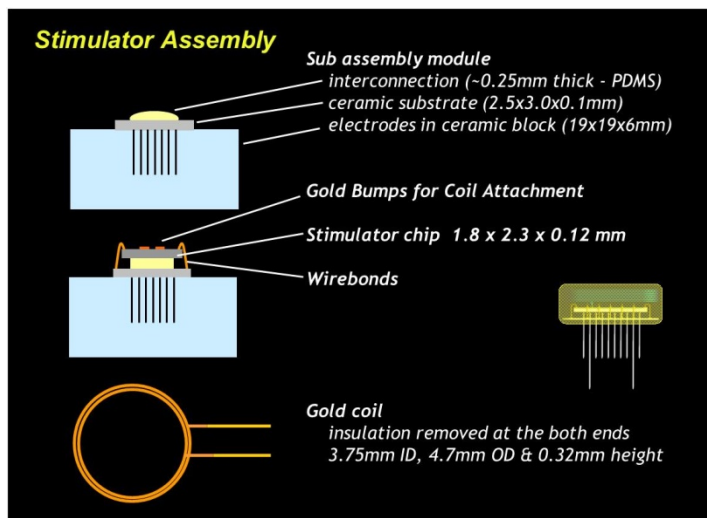 Stimulator Assembly
Sub assembly module
interconnection (~0.25mm thick - PDMS)
ceramic substrate (2.5x3.0x0.1mm)
electrodes in ceramic block (19x19x6mm)
Gold Bumps for Coil Attachment
Stimulator chip 1.8 x 2.3 x 0.12 mm
Wirebonds
Gold coil
insulation removed at the both ends
3.75mm ID, 4.7mm OD & 0.32mm height